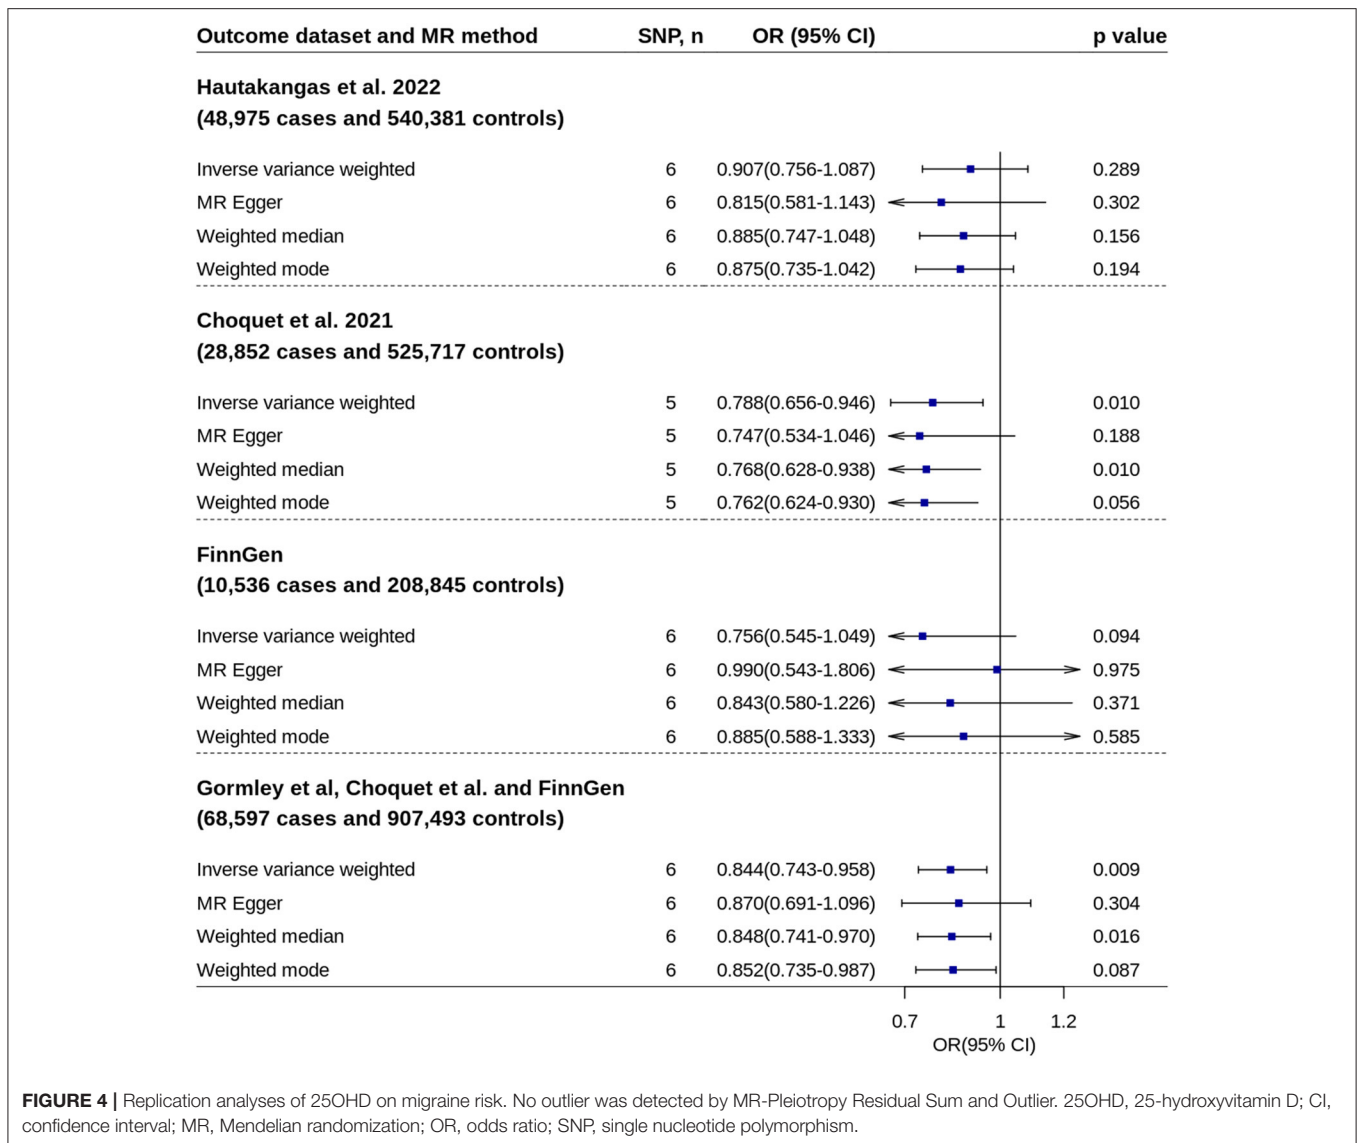 Outcome dataset and MR method SNP, n OR (95% CI) p value
Hautakangas et al. 2022
(48,975 cases and 540,381 controls)
Inverse variance weighted 6 0.907(0.756-1.087) 0.289
MR Egger 6 0.815(0.581-1.143) 0.302
Weighted median 6 0.885(0.747-1.048) 0.156
Weighted mode 6 0.875(0.735-1.042) 0.194
Choquet et al. 2021
(28,852 cases and 525,717 controls)
Inverse variance weighted 5 0.788(0.656-0.946) 0.010
MR Egger 5 0.747(0.534-1.046) 0.188
Weighted median 5 0.768(0.628-0.938) 0.010
Weighted mode 5 0.762(0.624-0.930) 0.056
FinnGen
(10,536 cases and 208,845 controls)
Inverse variance weighted 6 0.756(0.545-1.049) 0.094
MR Egger 6 0.990(0.543-1.806) 0.975
Weighted median 6 0.843(0.580-1.226) 0.371
Weighted mode 6 0.885(0.588-1.333) 0.585
Gormley et al, Choquet et al. and FinnGen
(68,597 cases and 907,493 controls)
Inverse variance weighted 6 0.844(0.743-0.958) 0.009
MR Egger 6 0.870(0.691-1.096) 0.304
Weighted median 6 0.848(0.741-0.970) 0.016
Weighted mode 6 0.852(0.735-0.987) 0.087
0.7 1 1.2
OR(95% CI)
FIGURE 4 | Replication analyses of 25OHD on migraine risk. No outlier was detected by MR-Pleiotropy Residual Sum and Outlier. 25OHD, 25-hydroxyvitamin D; CI,
confidence interval; MR, Mendelian randomization; OR, odds ratio; SNP, single nucleotide polymorphism.